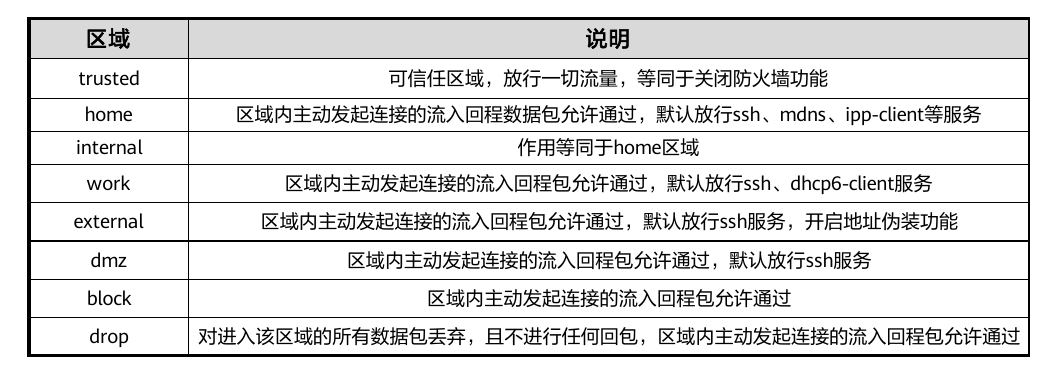 区域 说明
trusted 可信任区域，放行一切流量，等同于关闭防火墙功能
home 区域内主动发起连接的流入回程数据包允许通过，默认放行ssh、mdns、ipp-client等服务
internal 作用等同于home区域
work 区域内主动发起连接的流入回程包允许通过，默认放行ssh、dhcp6-client服务
external 区域内主动发起连接的流入回程包允许通过，默认放行ssh服务，开启地址伪装功能
dmz 区域内主动发起连接的流入回程包允许通过，默认放行ssh服务
block 区域内主动发起连接的流入回程包允许通过
drop 对进入该区域的所有数据包丢弃，且不进行任何回包，区域内主动发起连接的流入回程包允许通过